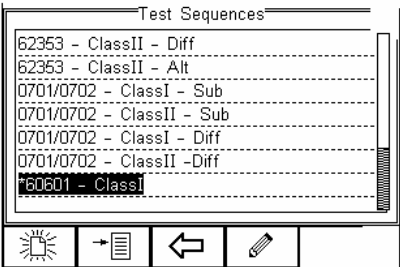 Test Sequences
62353 - ClassII - Diff
62353 - ClassII - Alt
0701/0702 - ClassI - Sub
0701/0702 - ClassII - Sub
0701/0702 - ClassI - Diff
0701/0702 - ClassII -Diff
*60601 - ClassI